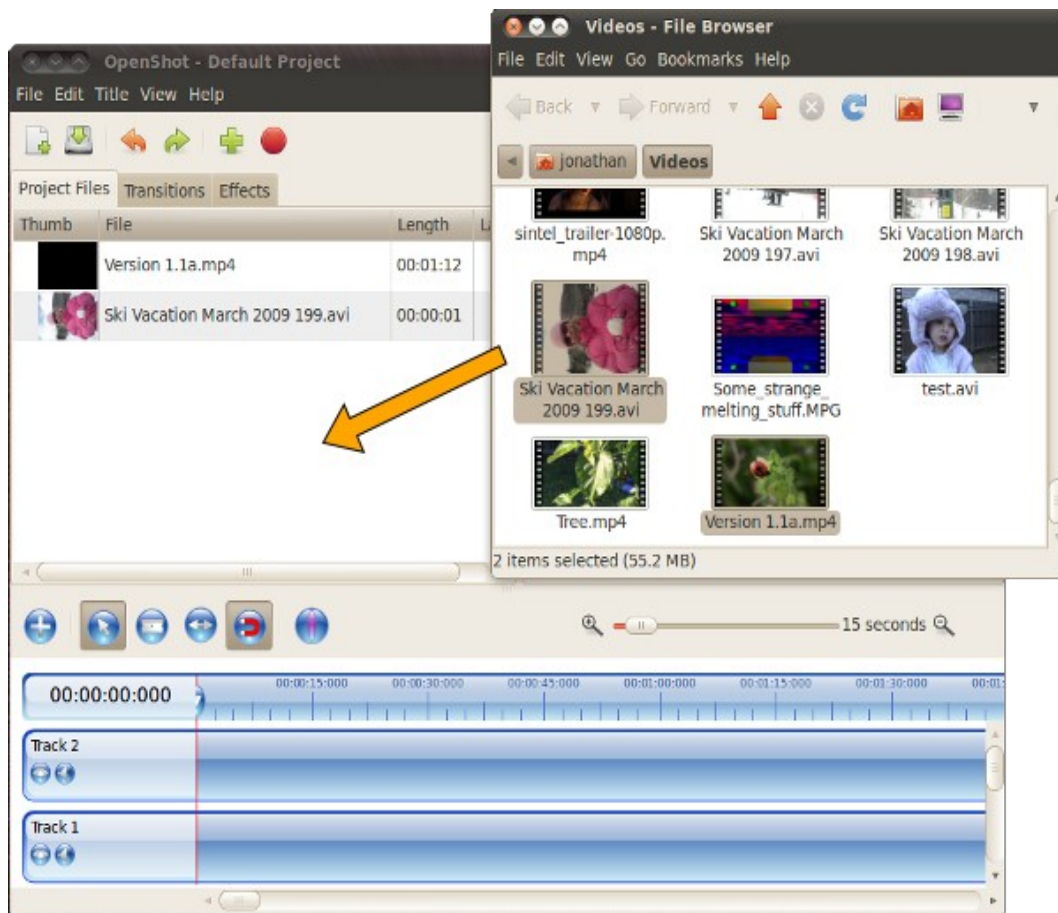 Videos - File Browser
File Edit View Go Bookmarks Help
Back Forward
jonathan Videos
sintel_trailer-1080p.
mp4
Ski Vacation March
2009 197.avi
Ski Vacation March
2009 198.avi
Ski Vacation March
2009 199.avi
Some_strange_
melting_stuff.MPG
test.avi
Tree.mp4
Version 1.1a.mp4
2 items selected (55.2 MB)
OpenShot - Default Project
File Edit Title View Help
Project Files Transitions Effects
Thumb File Length
Version 1.1a.mp4 00:01:12
Ski Vacation March 2009 199.avi 00:00:01
15 seconds
00:00:00:000
00:00:15:000 00:00:30:000 00:00:45:000 00:01:00:000 00:01:15:000 00:01:30:000
Track 2
Track 1